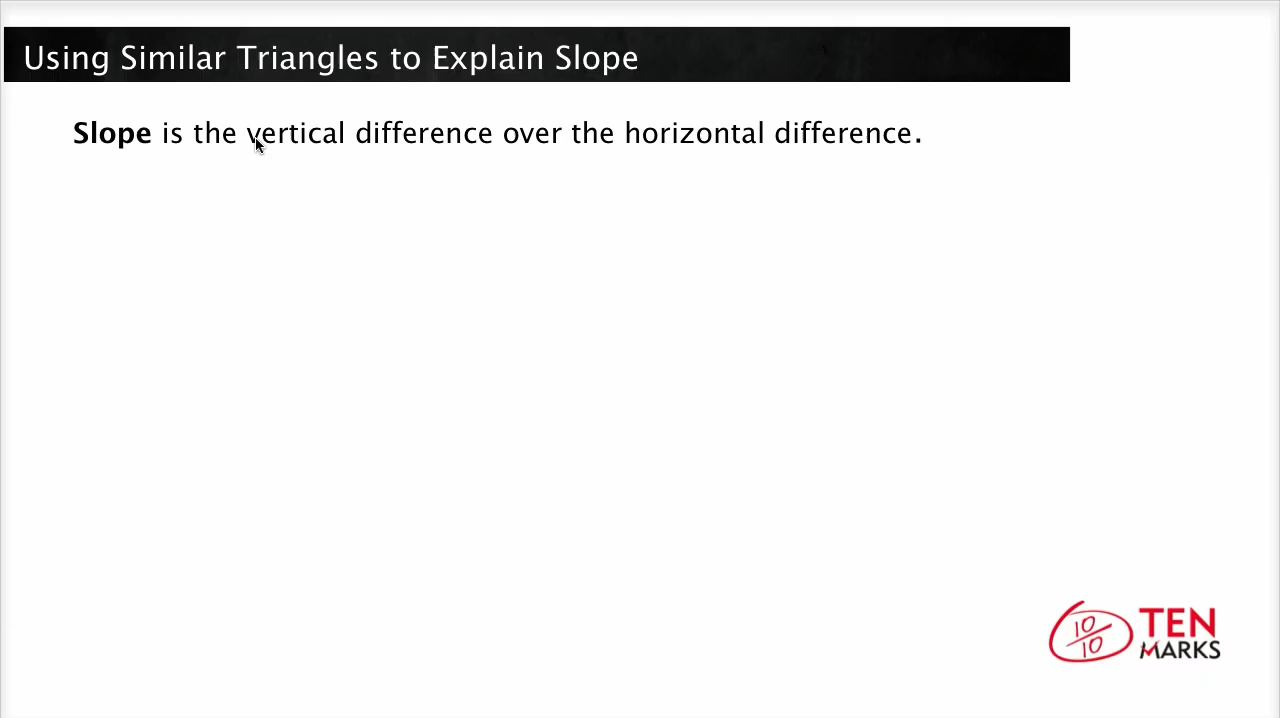 Using Similar Triangles to Explain Slope
Slope is the vertical difference over the horizontal difference.
10
10
TEN
MARKS